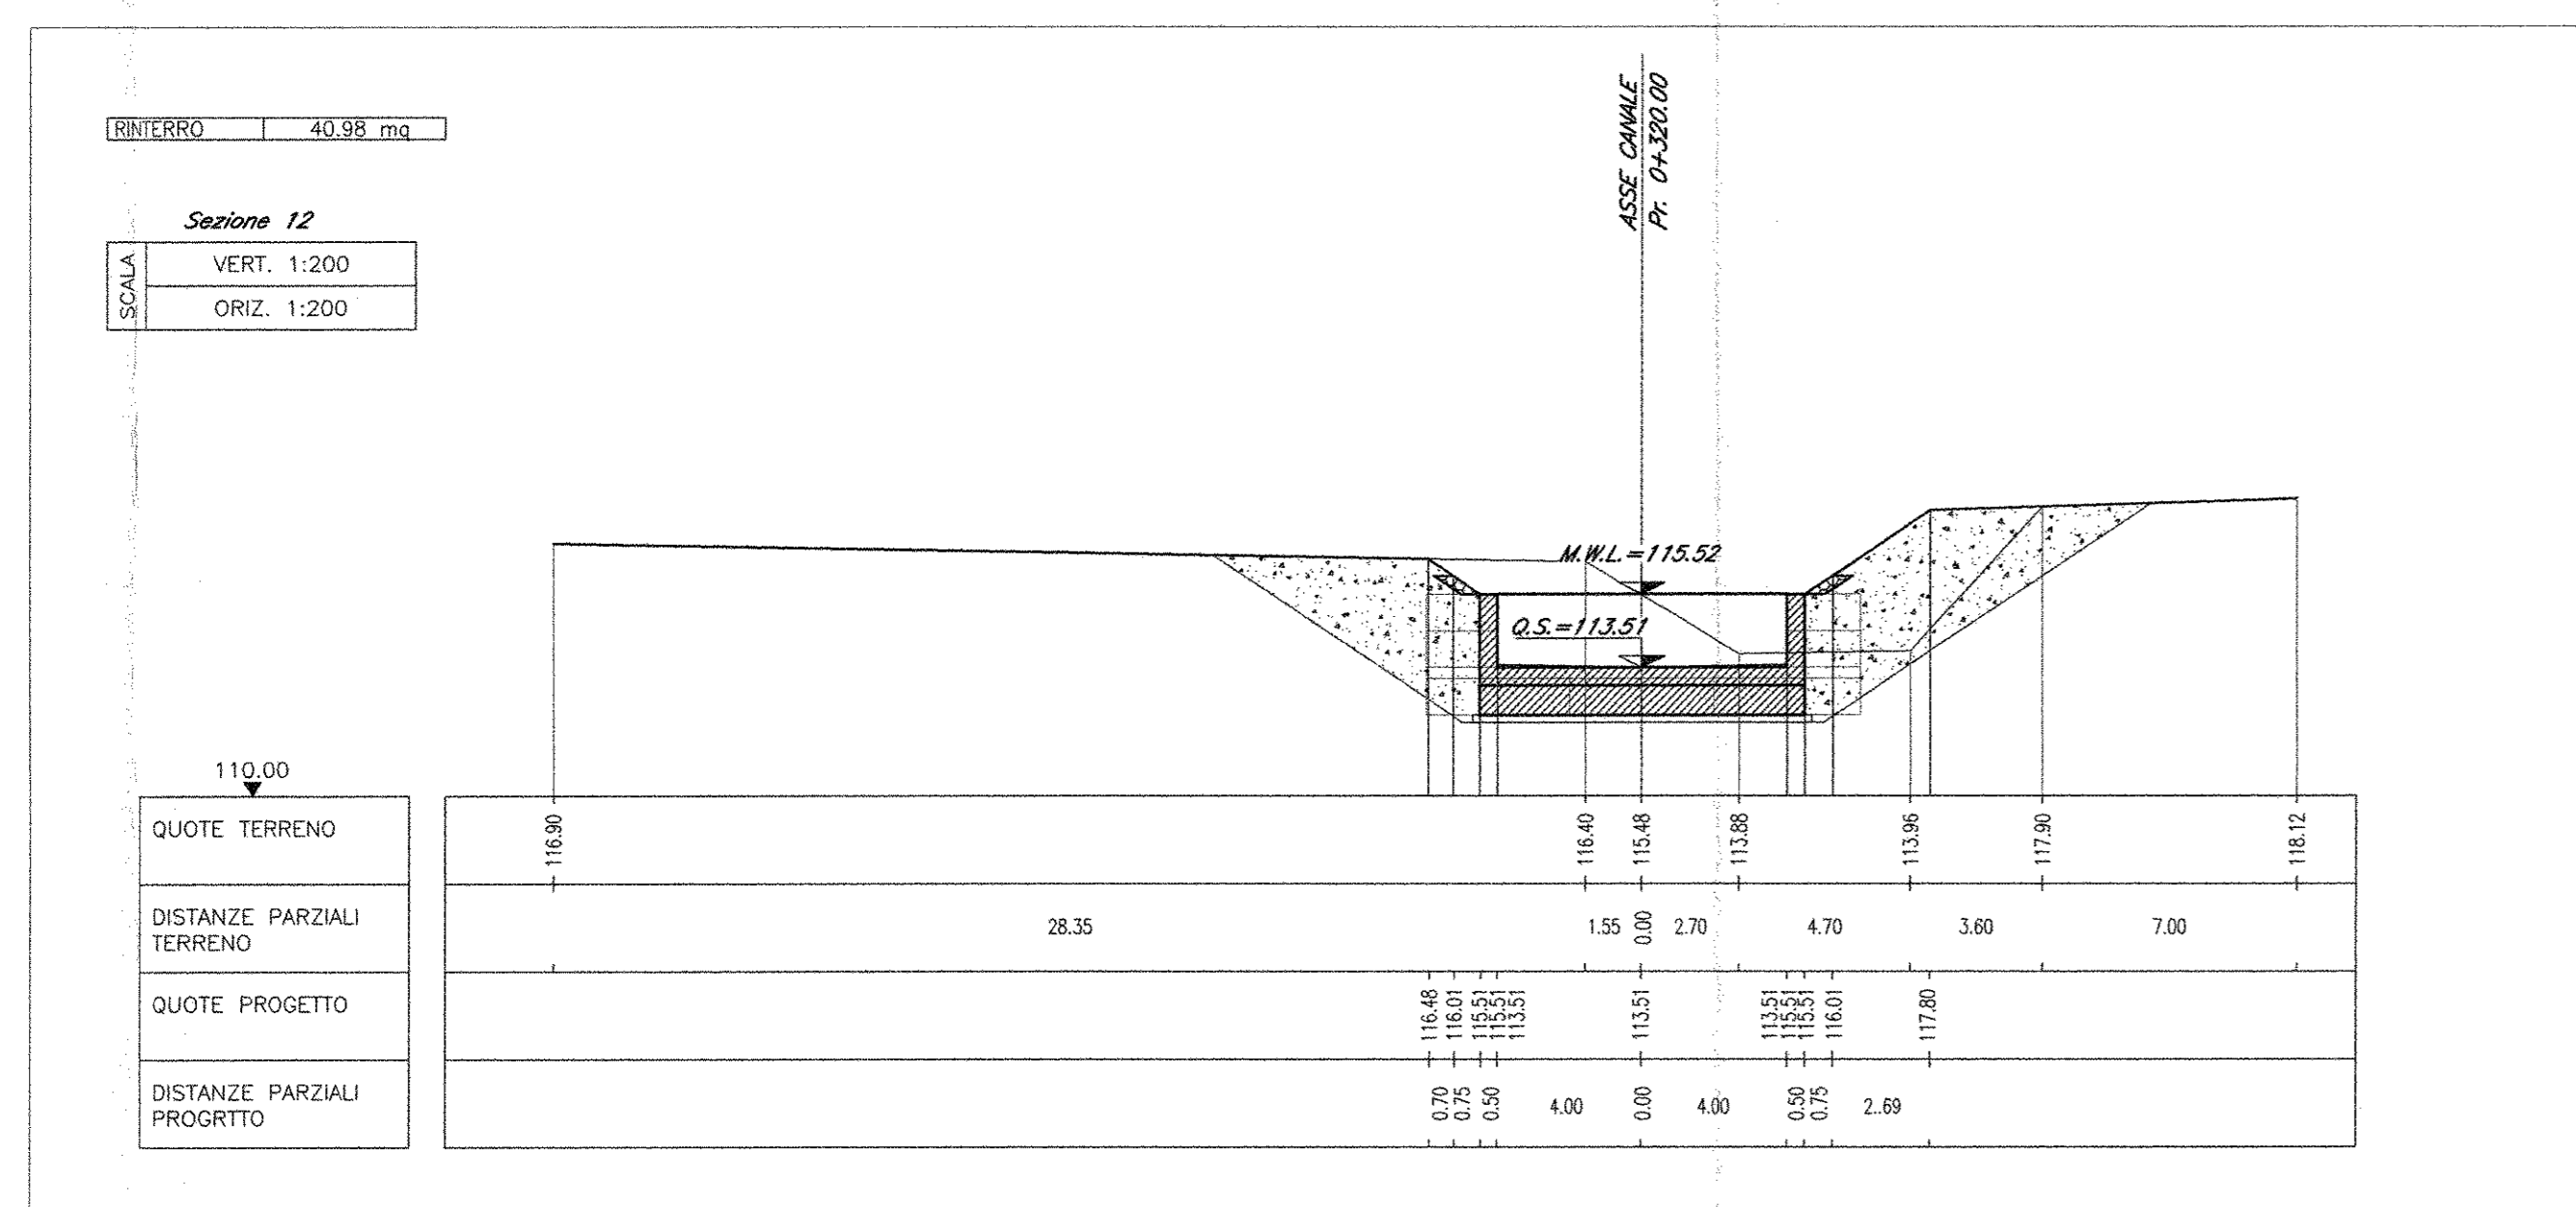 ASSE CANALE
Pr. 0+320.00
RINTERRO 40.98 mq
Sezione 12
SCALA
VERT. 1:200
ORIZ. 1:200
M.W.L.=115.52
Q.S.=113.51
110.00
QUOTE TERRENO 116.90 116.40 115.48 113.88 113.96 117.90 118.12
DISTANZE PARZIALI
TERRENO
28.35 1.55 0.00 2.70 4.70 3.60 7.00
QUOTE PROGETTO 116.48 116.01 115.51 115.51 113.51 113.51 113.51 115.51 115.51 116.01 117.80
DISTANZE PARZIALI
PROGRTTO
0.70 0.75 0.50 4.00 0.00 4.00 0.50 0.75 2..69